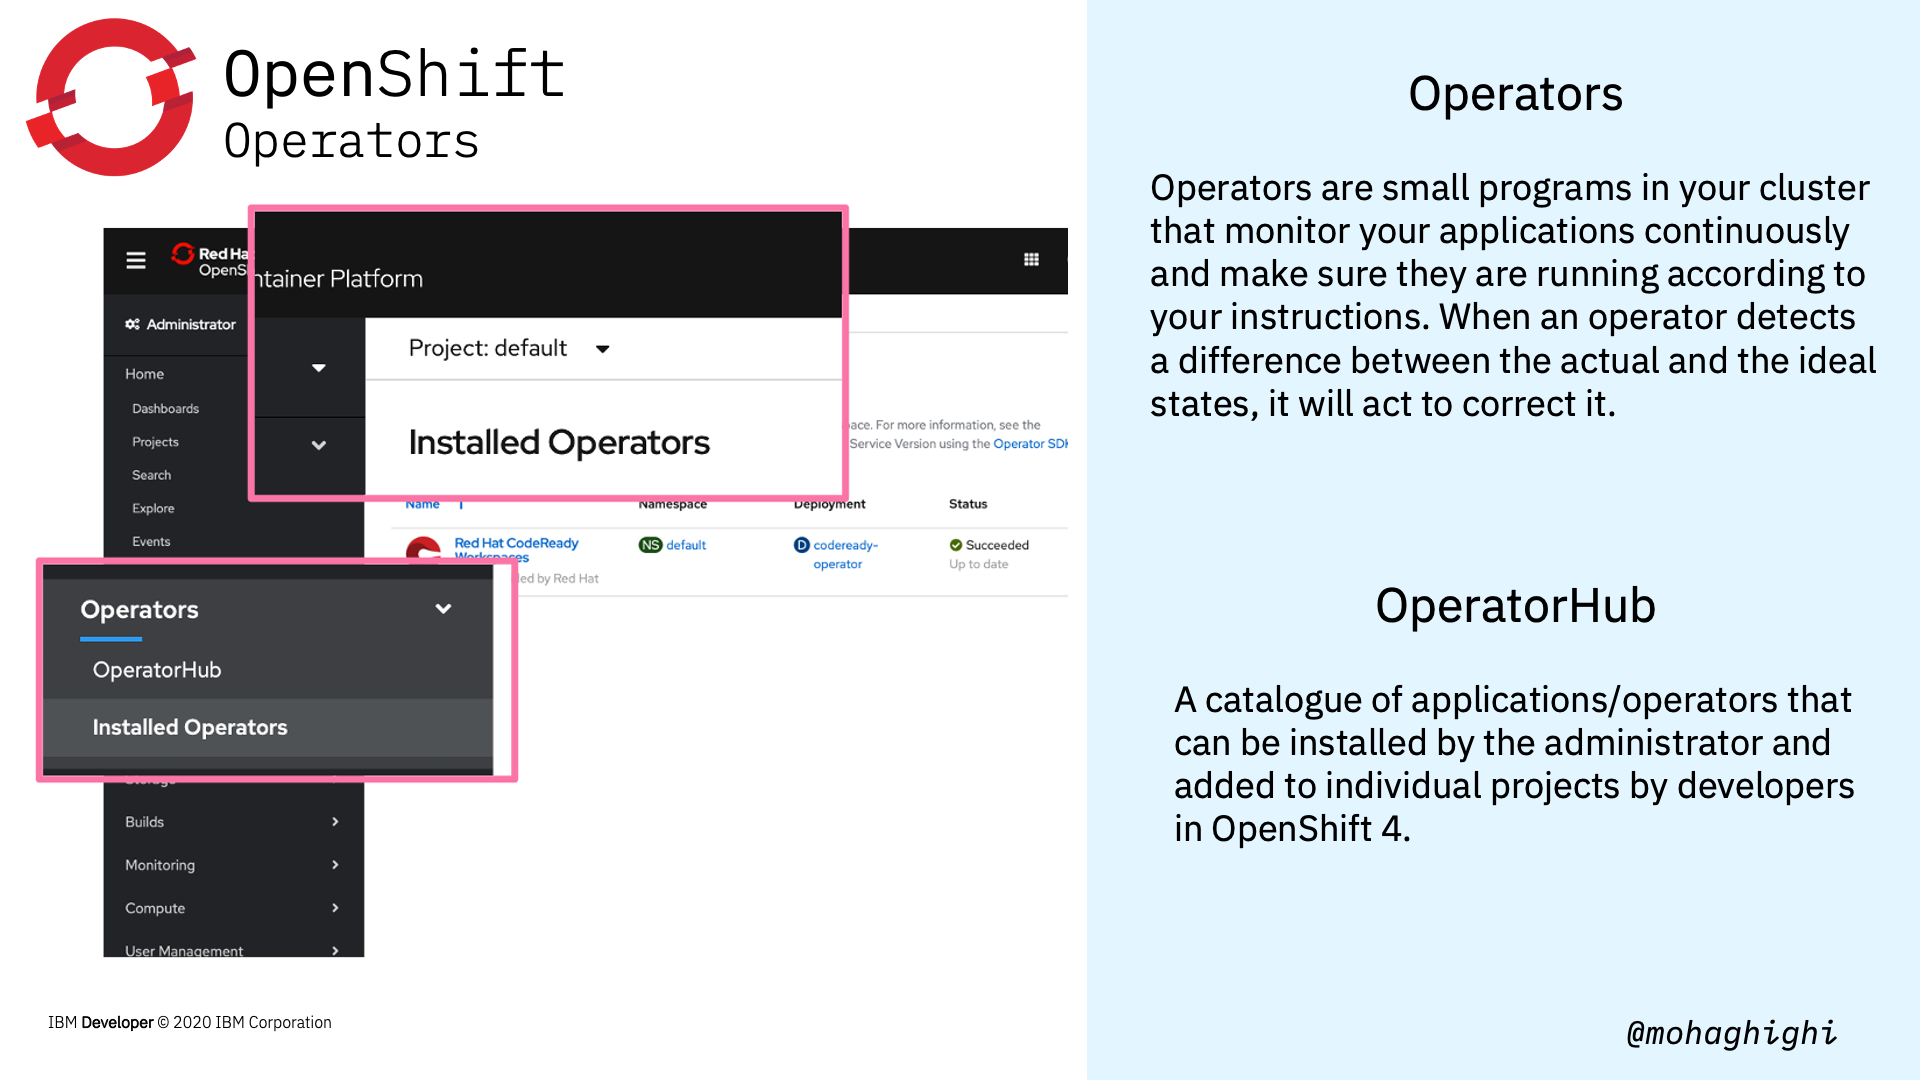 OpenShift
Operators
Red Ha
OpenS
ntainer Platform
Administrator
Project: default
Home
Dashboards
Projects
Search
Explore
Events
Installed Operators
ace. For more information, see the
Service Version using the Operator SDK
Name
Namespace
Deployment
Status
Red Hat CodeReady
Workspaces
ed by Red Hat
NS default
D codeready-
operator
Succeeded
Up to date
Operators
OperatorHub
Installed Operators
Storage
Builds
Monitoring
Compute
User Management
IBM Developer © 2020 IBM Corporation
Operators
Operators are small programs in your cluster
that monitor your applications continuously
and make sure they are running according to
your instructions. When an operator detects
a difference between the actual and the ideal
states, it will act to correct it.
OperatorHub
A catalogue of applications/operators that
can be installed by the administrator and
added to individual projects by developers
in OpenShift 4.
@mohaghighi